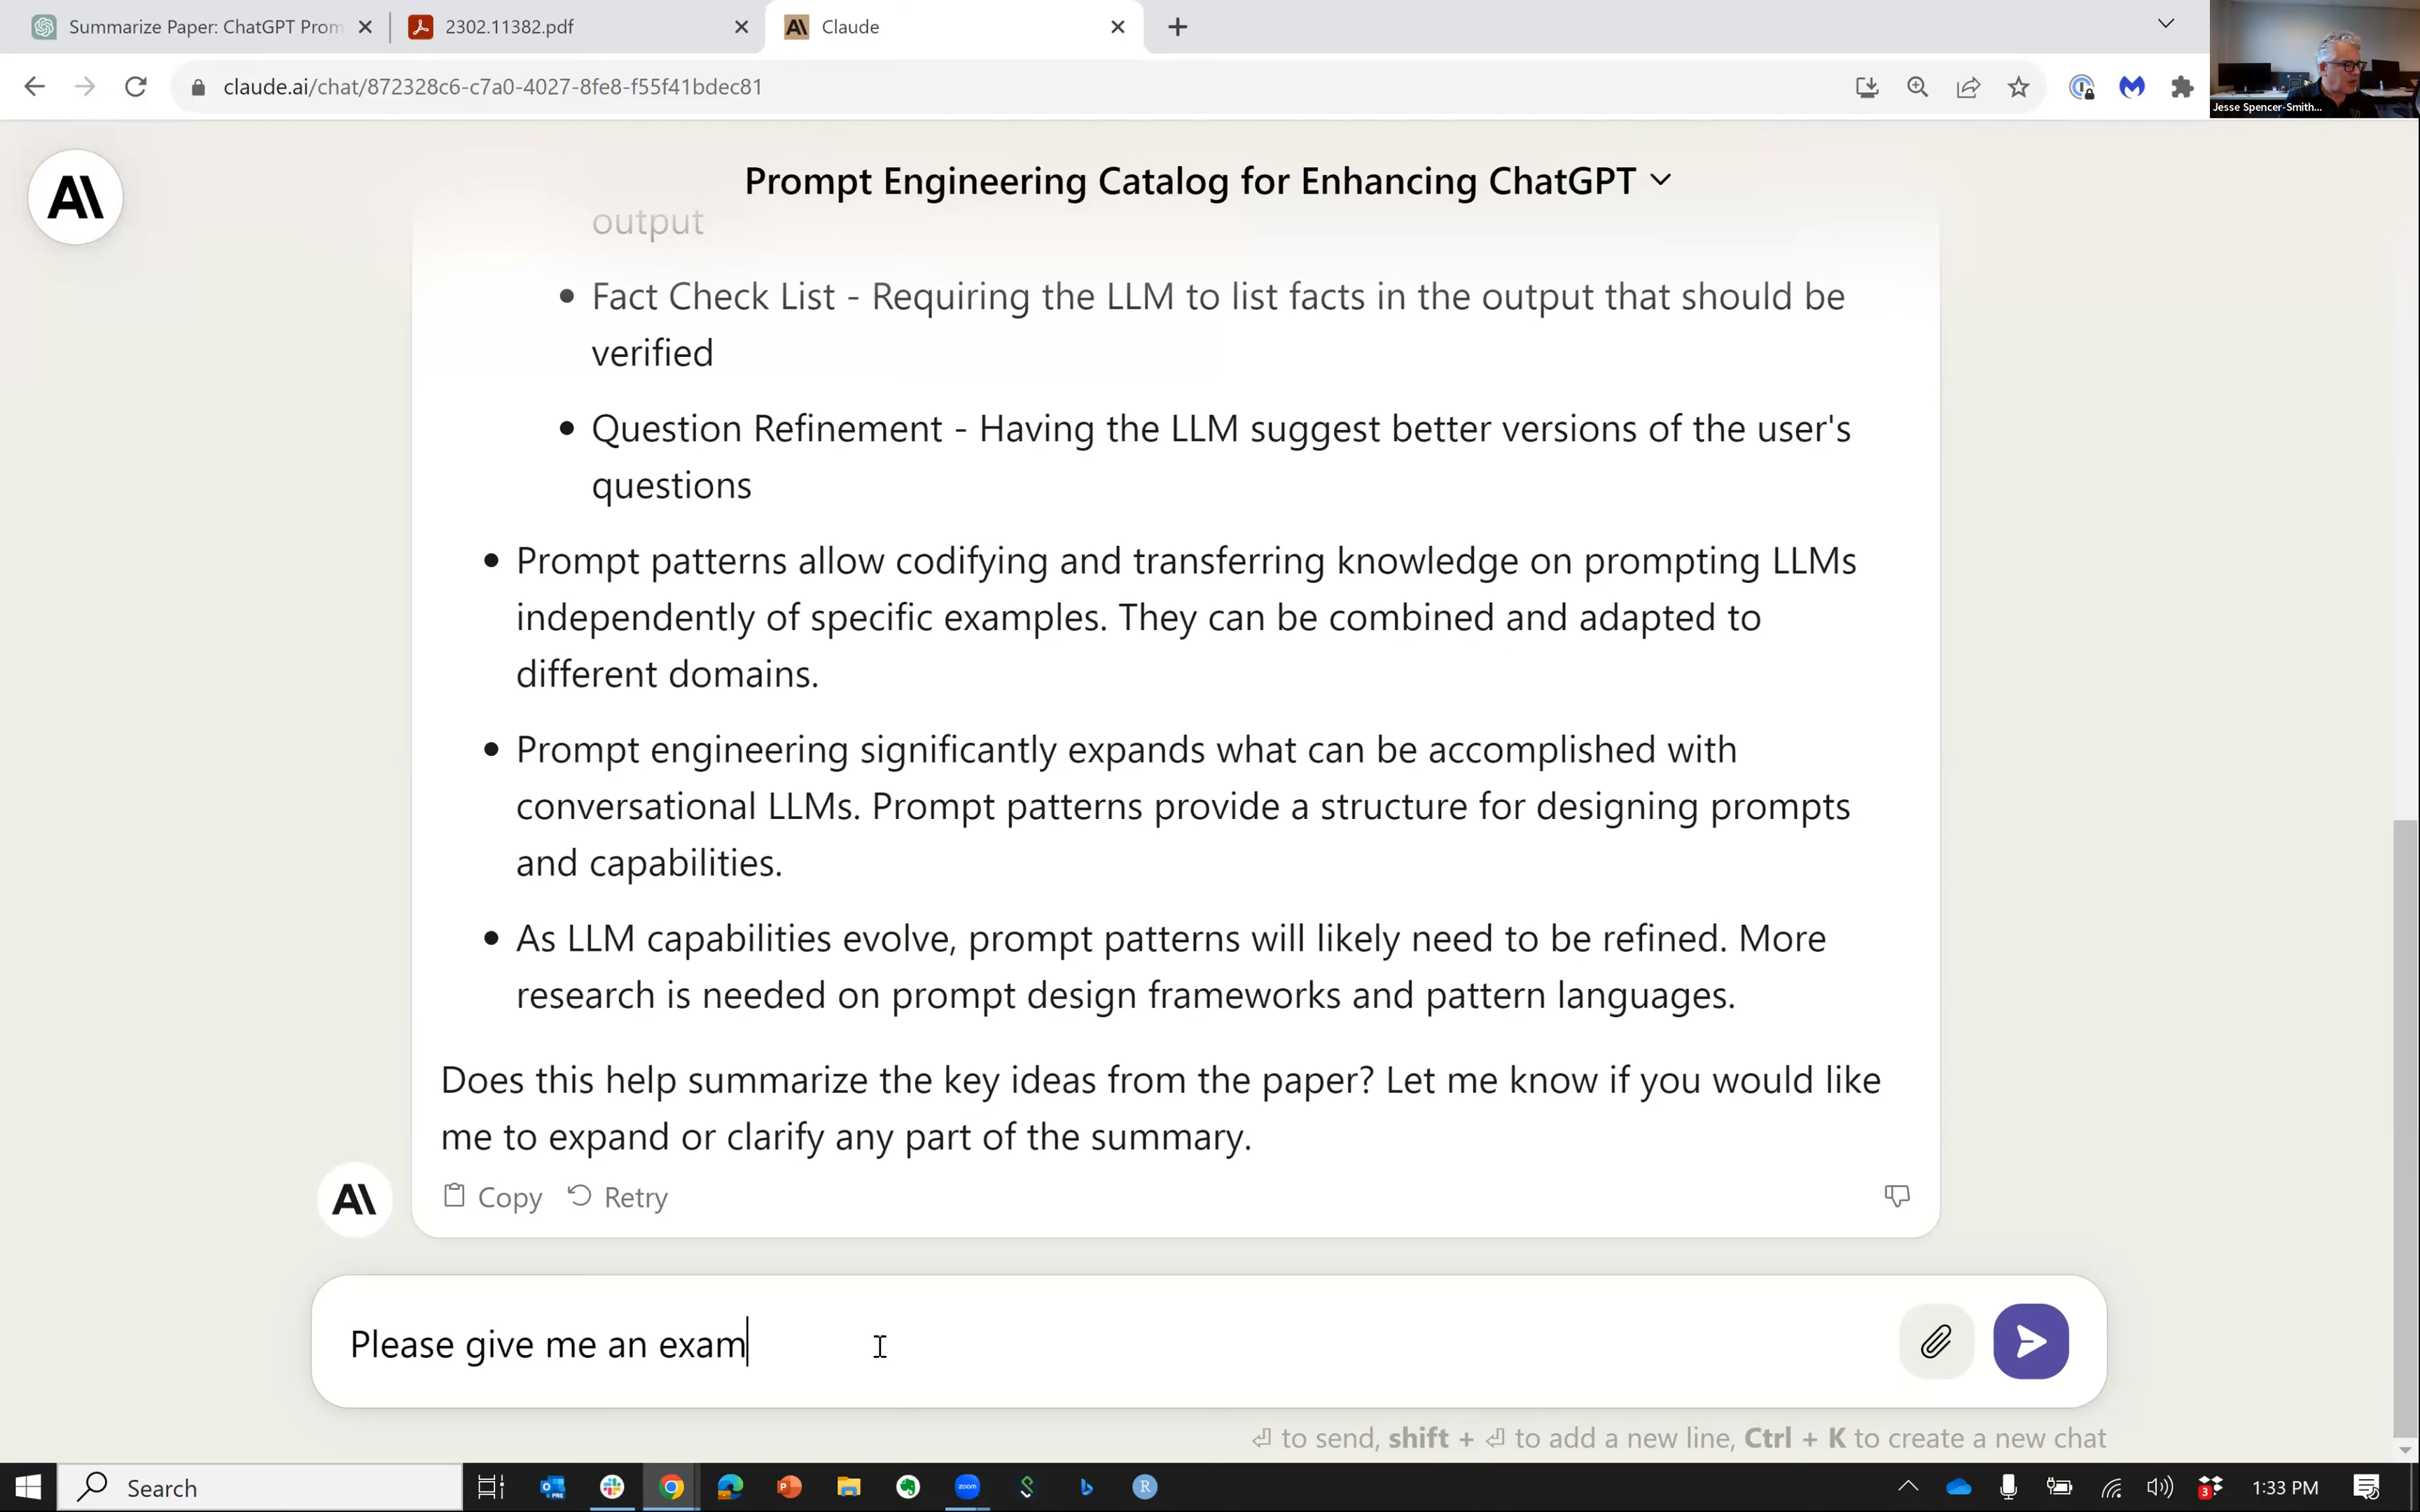 Summarize Paper: ChatGPT Prom
2302.11382.pdf
Claude
claude.ai/chat/872328c6-c7a0-4027-8fe8-f55f41bdec81
Jesse Spencer-Smith...
Prompt Engineering Catalog for Enhancing ChatGPT
output
• Fact Check List - Requiring the LLM to list facts in the output that should be
verified
• Question Refinement - Having the LLM suggest better versions of the user's
questions
• Prompt patterns allow codifying and transferring knowledge on prompting LLMs
independently of specific examples. They can be combined and adapted to
different domains.
• Prompt engineering significantly expands what can be accomplished with
conversational LLMs. Prompt patterns provide a structure for designing prompts
and capabilities.
• As LLM capabilities evolve, prompt patterns will likely need to be refined. More
research is needed on prompt design frameworks and pattern languages.
Does this help summarize the key ideas from the paper? Let me know if you would like
me to expand or clarify any part of the summary.
Copy Retry
Please give me an exam
⏎ to send, shift + ⏎ to add a new line, Ctrl + K to create a new chat
Search
zoom
3
1:33 PM